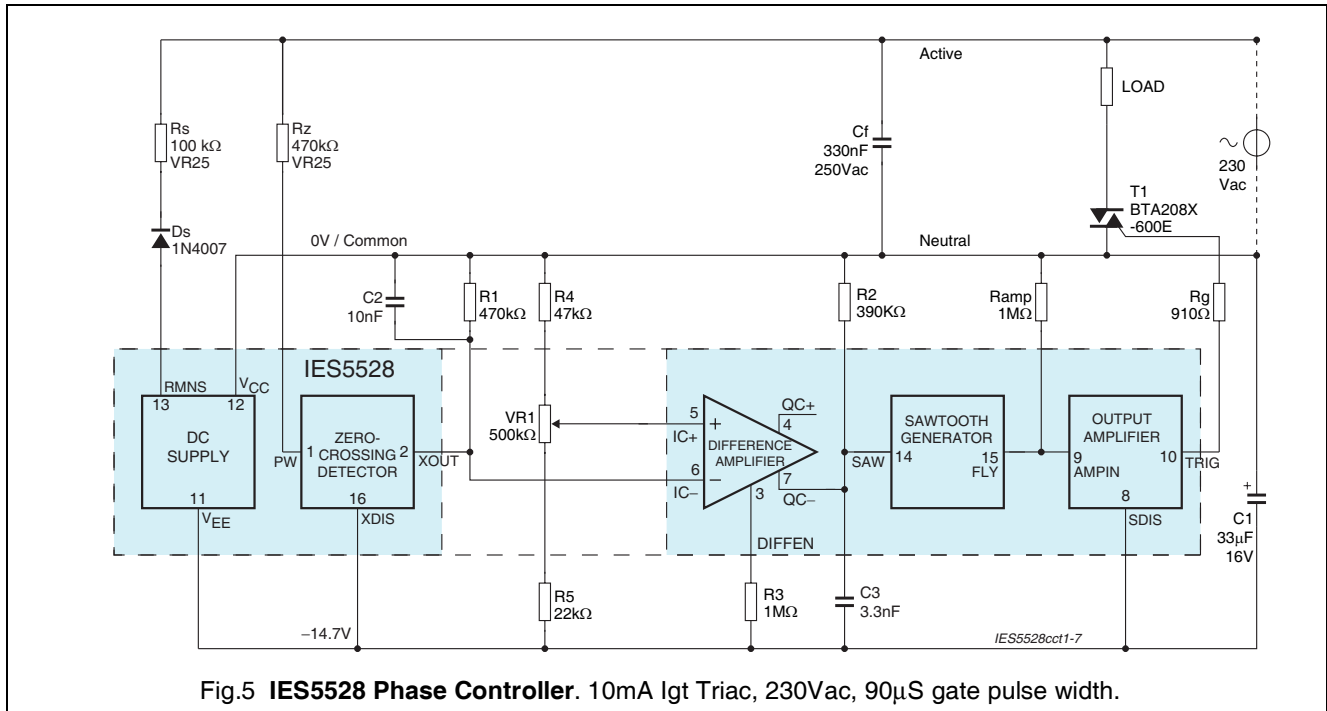 Active
LOAD
Rs
100 kΩ
VR25
Rz
470kΩ
VR25
Cf
330nF
250Vac
230
Vac
T1
BTA208X
-600E
Ds
1N4007
0V / Common
Neutral
C2
10nF
R1
470kΩ
R4
47kΩ
R2
390KΩ
Ramp
1MΩ
Rg
910Ω
IES5528
RMNS
VCC
13
12
DC
SUPPLY
11
VEE
PW
1
ZERO-
CROSSING
DETECTOR
2
XOUT
16
XDIS
VR1
500kΩ
5
IC+
+
6
IC−
−
DIFFERENCE
AMPLIFIER
QC+
4
7
QC−
3
DIFFEN
SAW
SAWTOOTH
GENERATOR
14
15
FLY
OUTPUT
AMPLIFIER
9
AMPIN
10
TRIG
8
SDIS
+
C1
33µF
16V
R5
22kΩ
R3
1MΩ
C3
3.3nF
−14.7V
IES5528cct1-7
Fig.5 IES5528 Phase Controller. 10mA Igt Triac, 230Vac, 90µS gate pulse width.